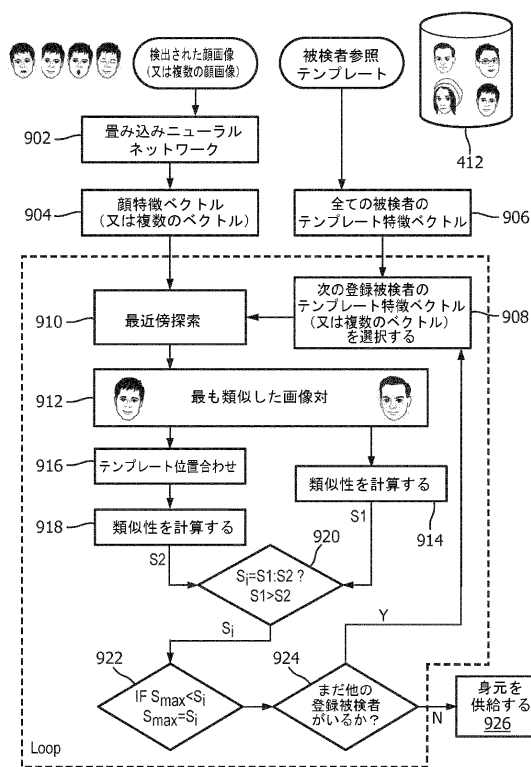 検出された顔画像
(又は複数の顔画像)
被検者参照
テンプレート
412
902
畳み込みニューラル
ネットワーク
904
顔特徴ベクトル
(又は複数のベクトル)
全ての被検者の
テンプレート特徴ベクトル
906
910
最近傍探索
次の登録被検者の
テンプレート特徴ベクトル
(又は複数のベクトル)
を選択する
908
912
最も類似した画像対
916
テンプレート位置合わせ
類似性を計算する
914
918
類似性を計算する
S1
S2
920
Si=S1:S2 ?
S1>S2
Si
Y
922
IF Smax<Si
Smax=Si
924
まだ他の
登録被検者
がいるか?
N
身元を
供給する
926
Loop